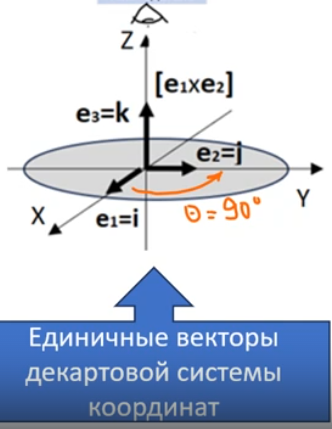 Z
[e₁xe₂]
e₃=k
e₂=j
X
e₁=i
θ = 90°
Y
Единичные векторы
декартовой системы
координат